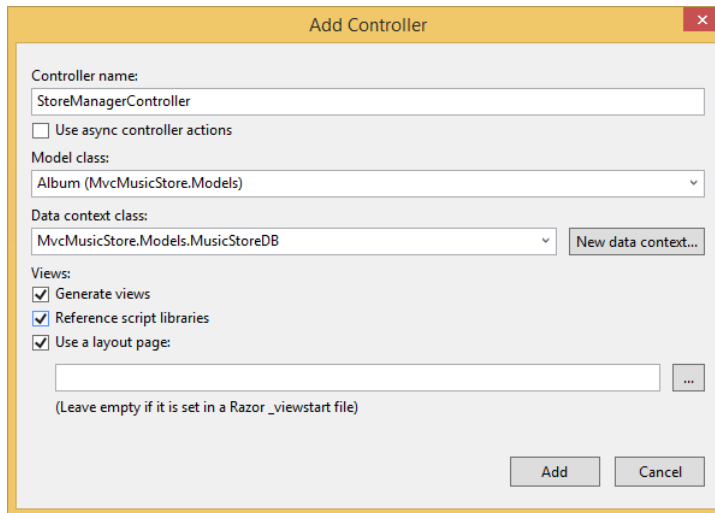 Add Controller
Controller name:
StoreManagerController
Use async controller actions
Model class:
Album (MvcMusicStore.Models)
Data context class:
MvcMusicStore.Models.MusicStoreDB
New data context...
Views:
Generate views
Reference script libraries
Use a layout page:
...
(Leave empty if it is set in a Razor _viewstart file)
Add Cancel